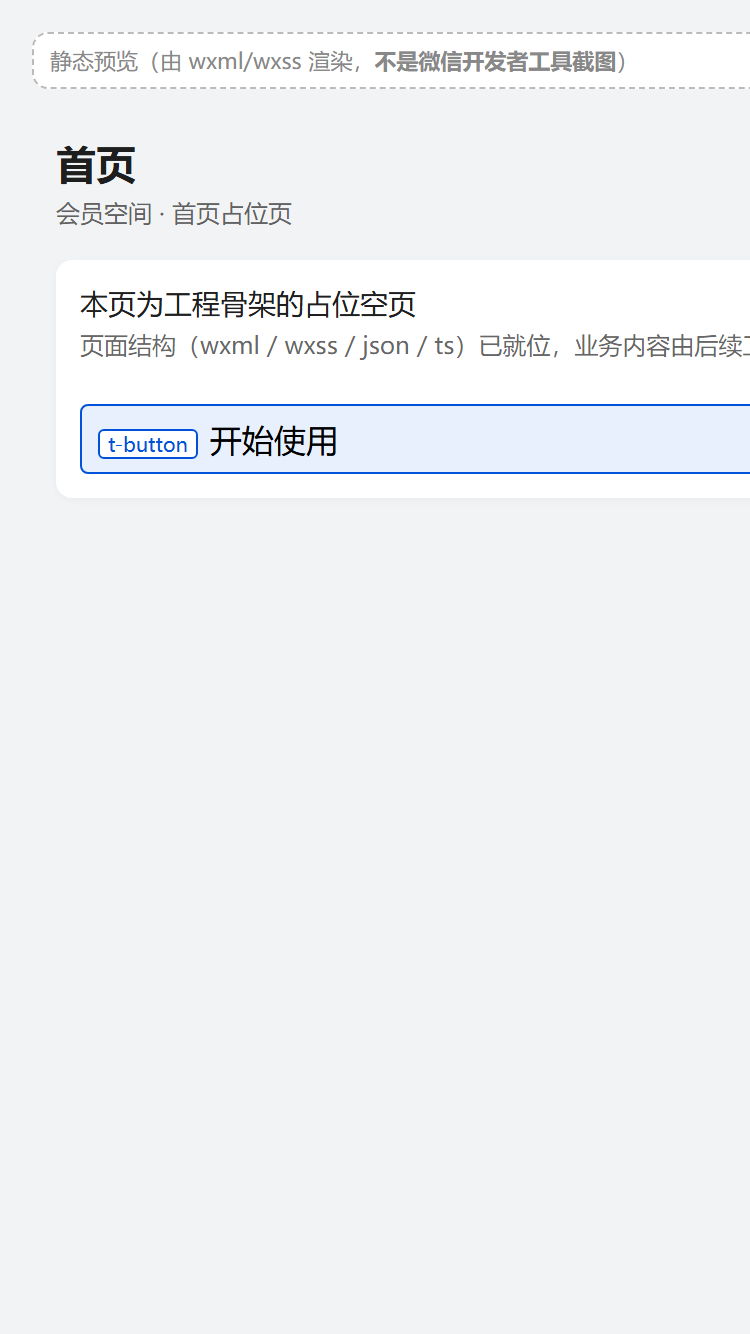 静态预览（由 wxml/wxss 渲染，不是微信开发者工具截图）
首页
会员空间 · 首页占位页
本页为工程骨架的占位空页
页面结构（wxml / wxss / json / ts）已就位，业务内容由后续
t-button 开始使用